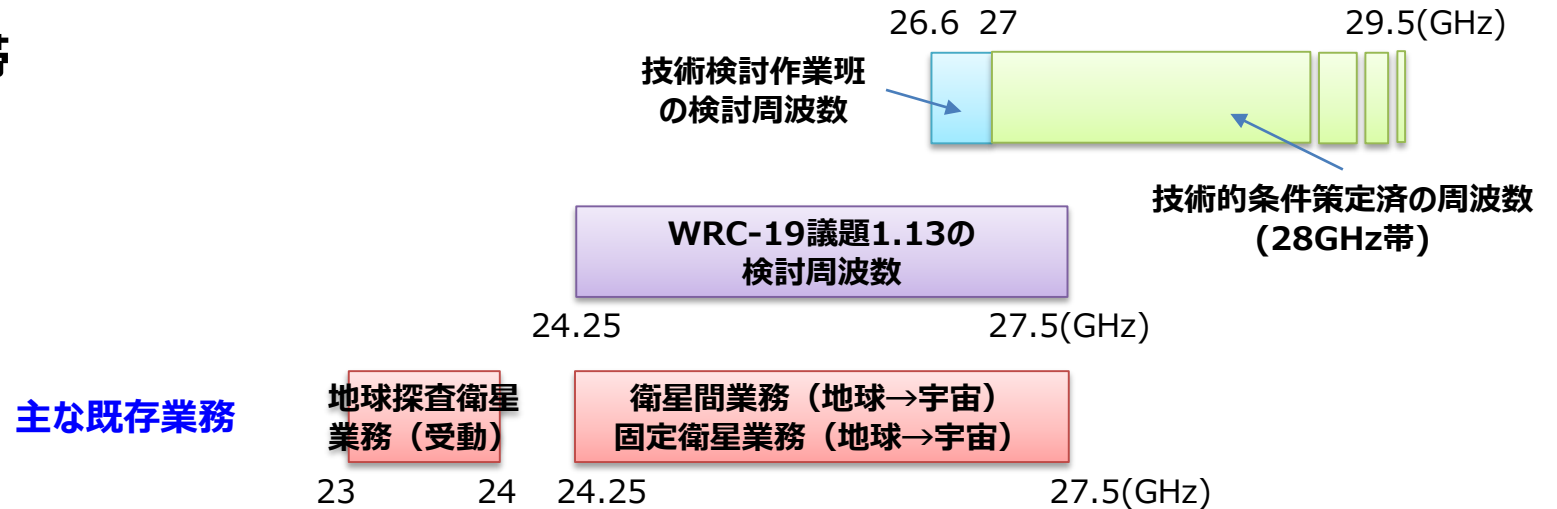 帯
26.6 27 29.5(GHz)
技術検討作業班
の検討周波数
技術的条件策定済の周波数
(28GHz帯)
WRC-19議題1.13の
検討周波数
24.25 27.5(GHz)
主な既存業務
地球探査衛星
業務（受動）
衛星間業務（地球→宇宙）
固定衛星業務（地球→宇宙）
23 24 24.25 27.5(GHz)